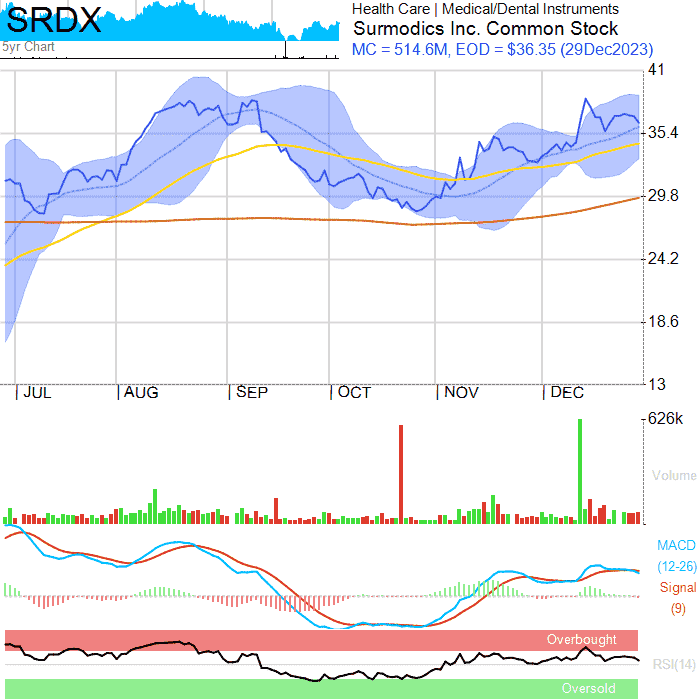 SRDX
Health Care | Medical/Dental Instruments
Surmodics Inc. Common Stock
5yr Chart
MC = 514.6M, EOD = $36.35 (29Dec2023)
41
35.4
29.8
24.2
18.6
13
| JUL | AUG | SEP | OCT | NOV | DEC
626k
Volume
MACD
(12-26)
Signal
(9)
Overbought
RSI(14)
Oversold